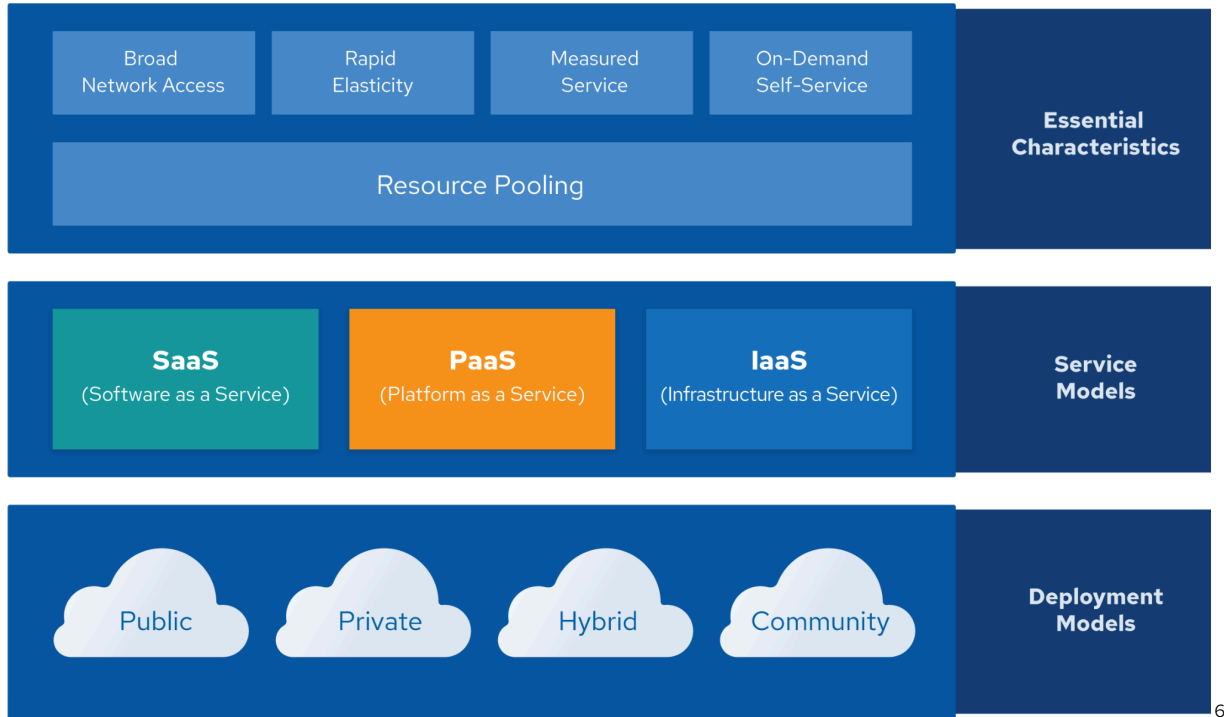 Broad
Network Access
Rapid
Elasticity
Measured
Service
On-Demand
Self-Service
Resource Pooling
Essential
Characteristics
SaaS
(Software as a Service)
PaaS
(Platform as a Service)
IaaS
(Infrastructure as a Service)
Service
Models
Public
Private
Hybrid
Community
Deployment
Models
6